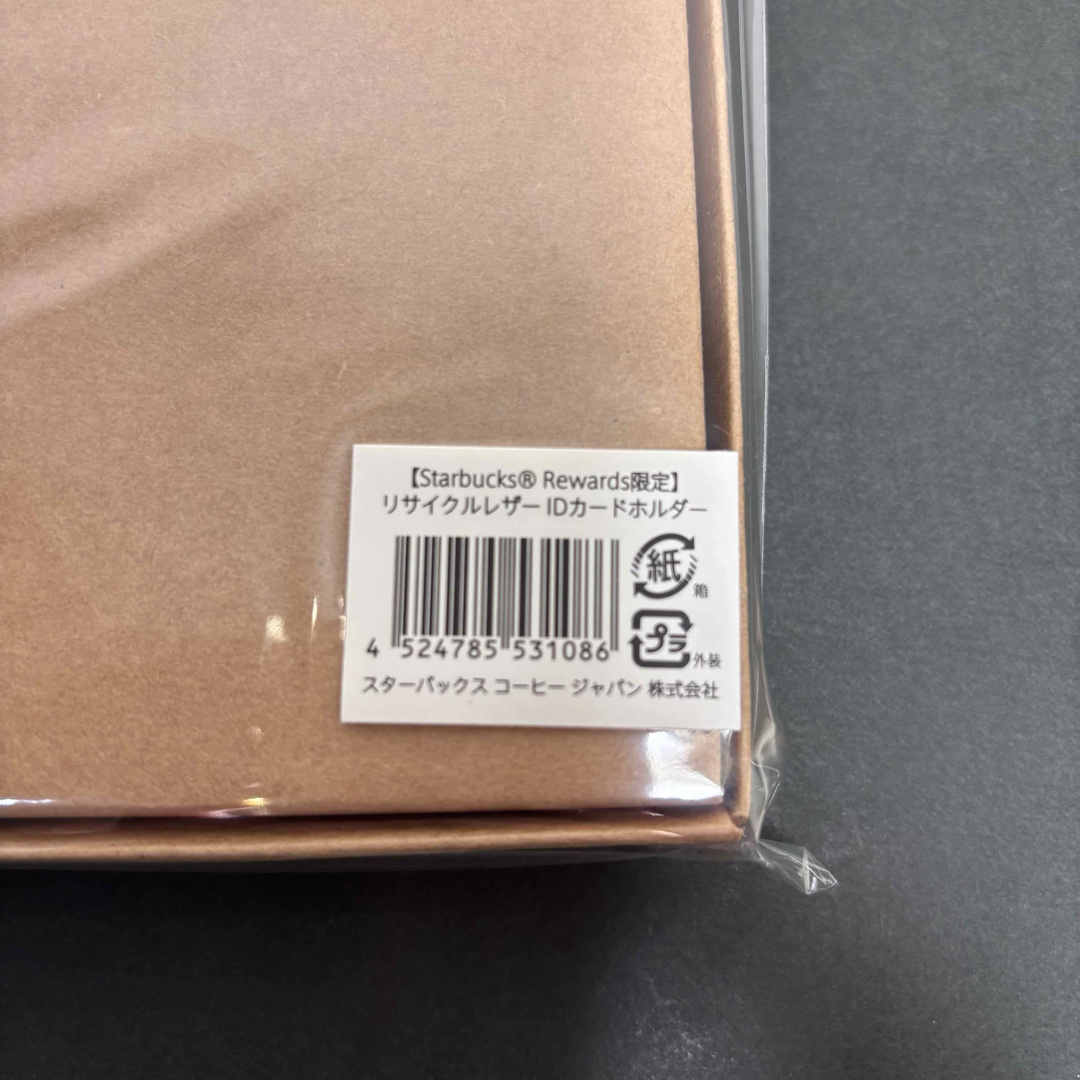 【Starbucks® Rewards限定】
リサイクルレザー IDカードホルダー
紙
箱
4 524785 531086
プラ
外装
スターバックス コーヒー ジャパン 株式会社